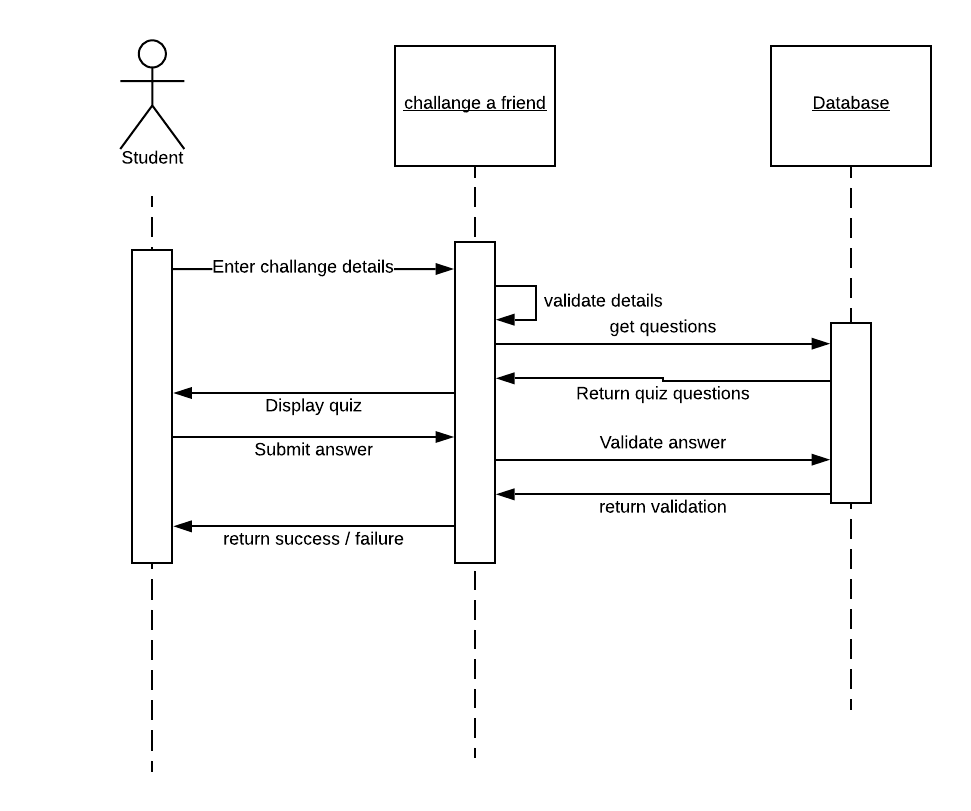 challange a friend
Database
Student
Enter challange details
validate details
get questions
Return quiz questions
Display quiz
Submit answer
Validate answer
return validation
return success / failure